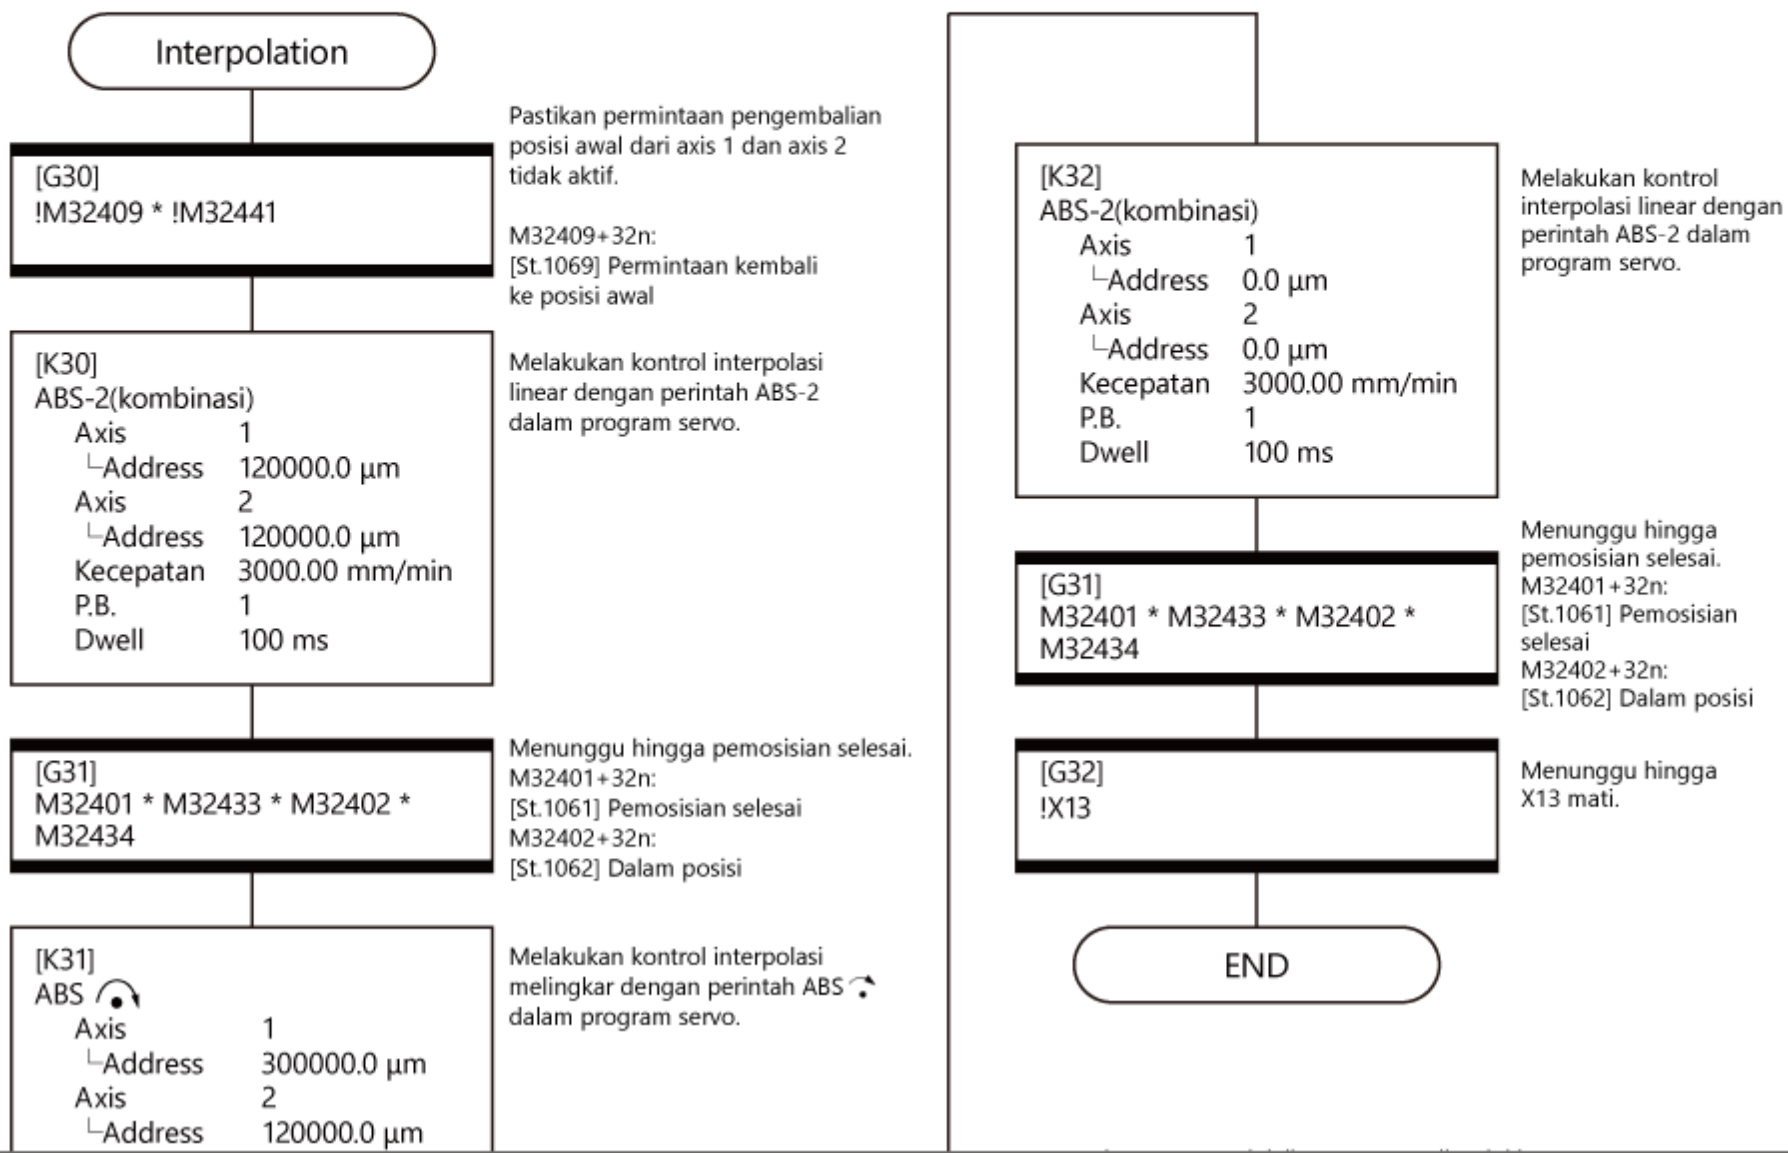 Interpolation
[G30]
!M32409 * !M32441
Pastikan permintaan pengembalian
posisi awal dari axis 1 dan axis 2
tidak aktif.
M32409+32n:
[St.1069] Permintaan kembali
ke posisi awal
[K30]
ABS-2(kombinasi)
Axis 1
Address 120000.0 µm
Axis 2
Address 120000.0 µm
Kecepatan 3000.00 mm/min
P.B. 1
Dwell 100 ms
Melakukan kontrol interpolasi
linear dengan perintah ABS-2
dalam program servo.
[G31]
M32401 * M32433 * M32402 *
M32434
Menunggu hingga pemosisian selesai.
M32401+32n:
[St.1061] Pemosisian selesai
M32402+32n:
[St.1062] Dalam posisi
[K31]
ABS
Axis 1
Address 300000.0 µm
Axis 2
Address 120000.0 µm
Melakukan kontrol interpolasi
melingkar dengan perintah ABS
dalam program servo.
[K32]
ABS-2(kombinasi)
Axis 1
Address 0.0 µm
Axis 2
Address 0.0 µm
Kecepatan 3000.00 mm/min
P.B. 1
Dwell 100 ms
Melakukan kontrol
interpolasi linear dengan
perintah ABS-2 dalam
program servo.
[G31]
M32401 * M32433 * M32402 *
M32434
Menunggu hingga
pemosisian selesai.
M32401+32n:
[St.1061] Pemosisian
selesai
M32402+32n:
[St.1062] Dalam posisi
[G32]
!X13
Menunggu hingga
X13 mati.
END